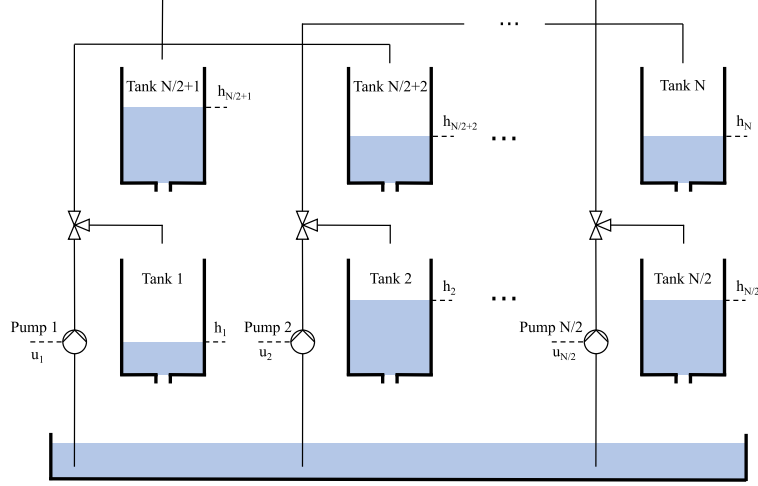 ...
Tank N/2+1
Tank N/2+2
Tank N
h_{N/2+1}
h_{N/2+2}
...
h_N
Tank 1
Tank 2
Tank N/2
h_2
...
h_{N/2}
Pump 1
h_1
Pump 2
Pump N/2
u_1
u_2
u_{N/2}